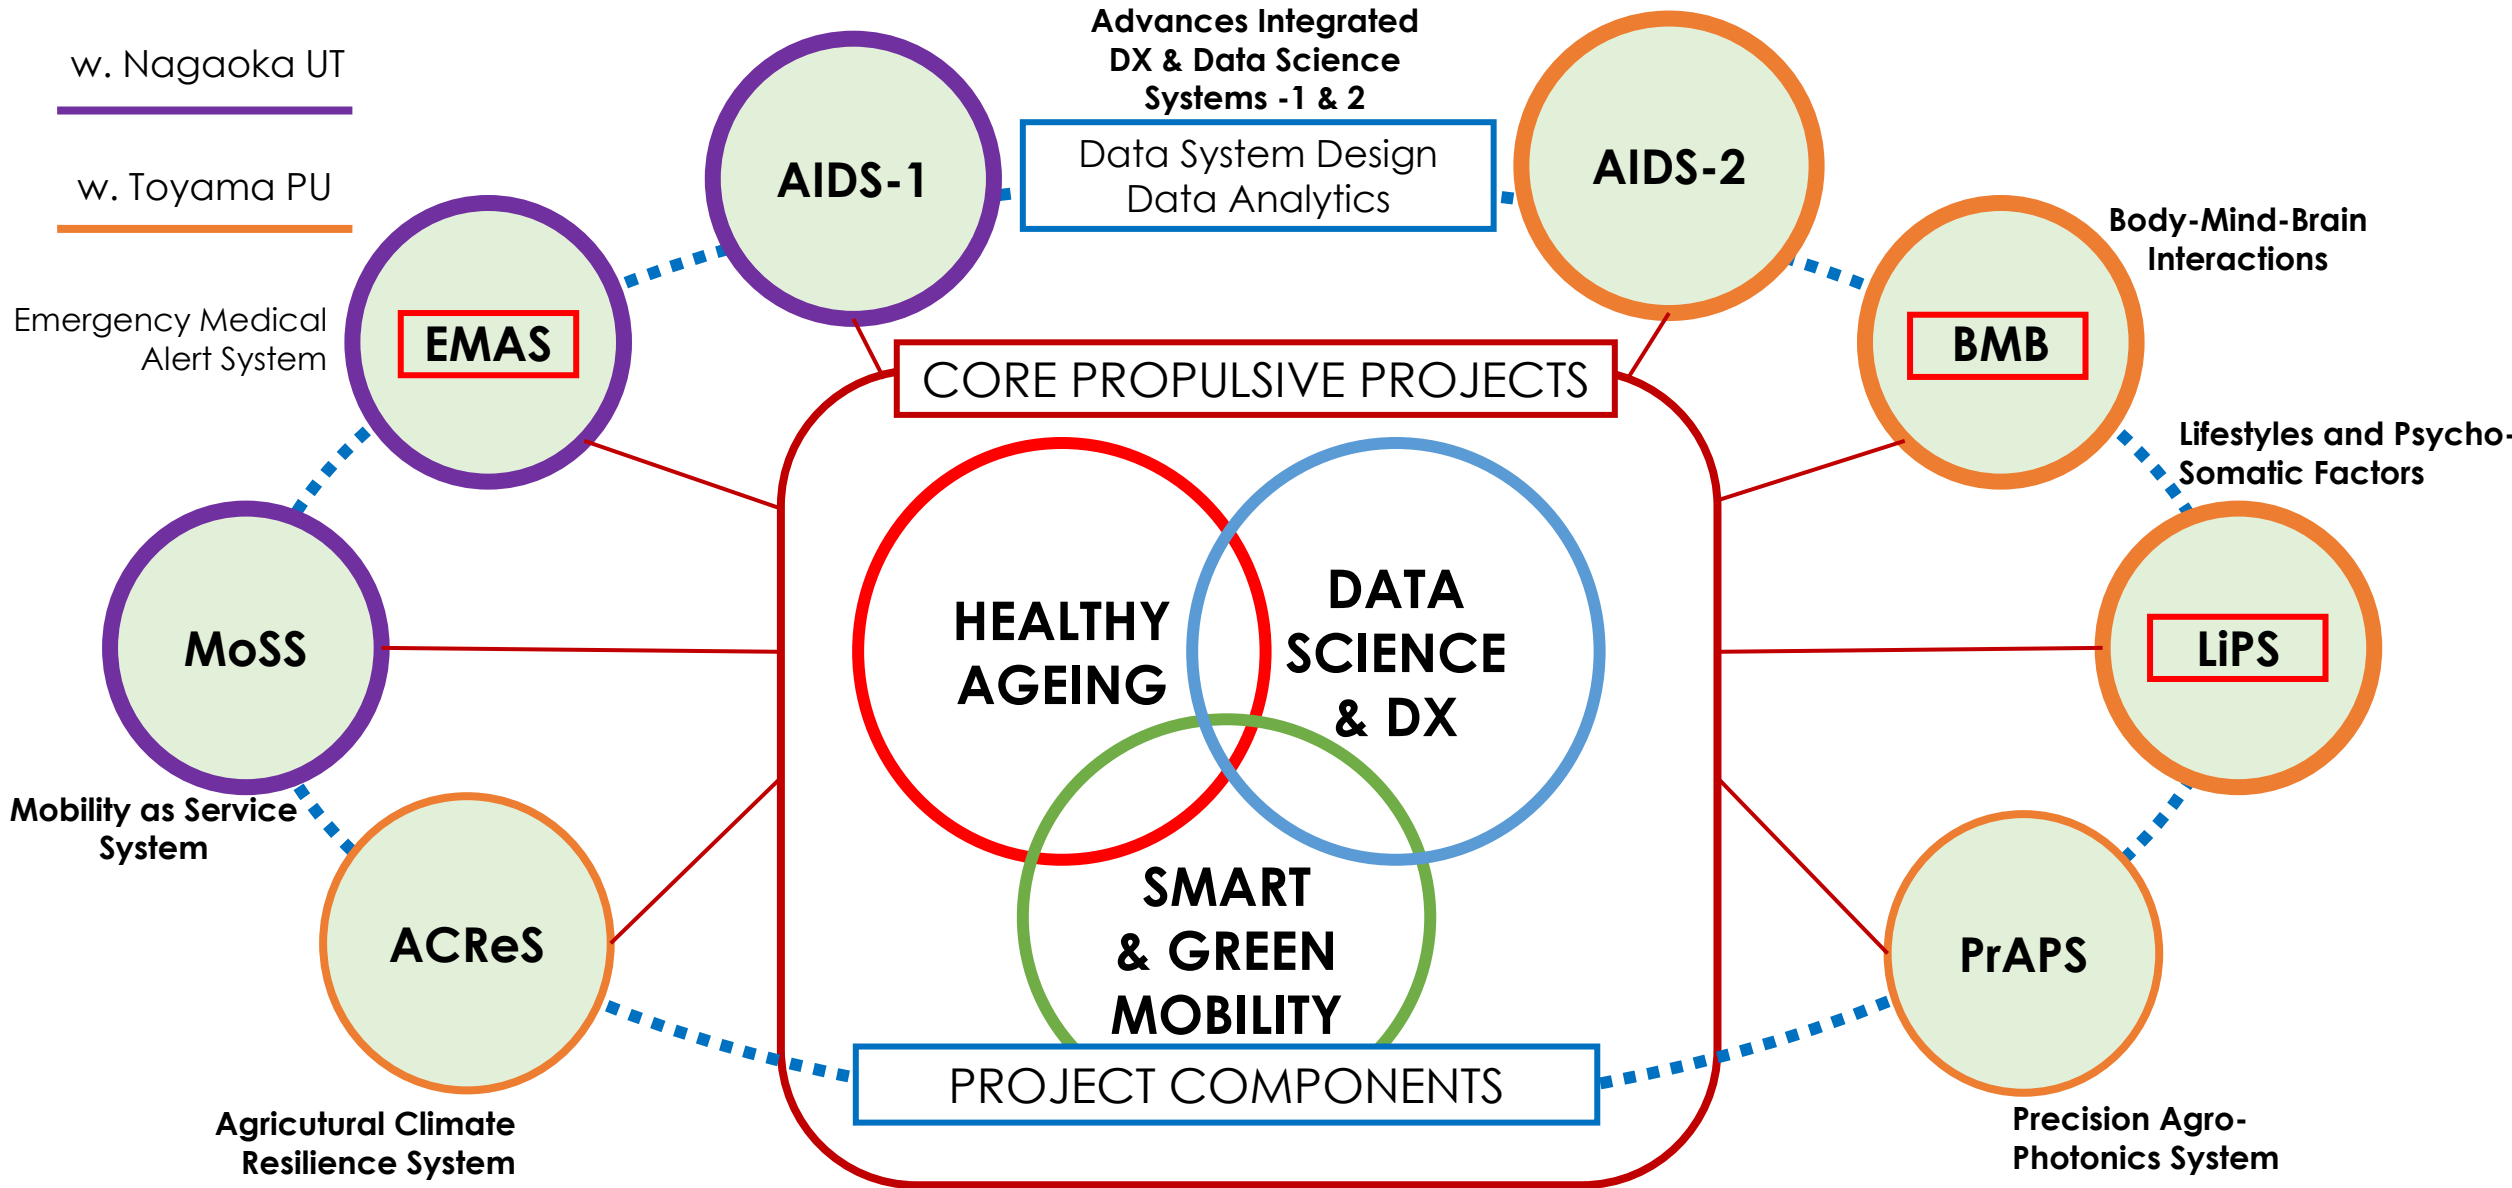 w. Nagaoka UT
w. Toyama PU
Advances Integrated
DX & Data Science
Systems -1 & 2
Data System Design
Data Analytics
AIDS-1
AIDS-2
Emergency Medical
Alert System
EMAS
Body-Mind-Brain
Interactions
BMB
CORE PROPULSIVE PROJECTS
Lifestyles and Psycho-
Somatic Factors
LiPS
HEALTHY
AGEING
DATA
SCIENCE
& DX
SMART
& GREEN
MOBILITY
MoSS
Mobility as Service
System
ACReS
Agricutural Climate
Resilience System
PROJECT COMPONENTS
PrAPS
Precision Agro-
Photonics System